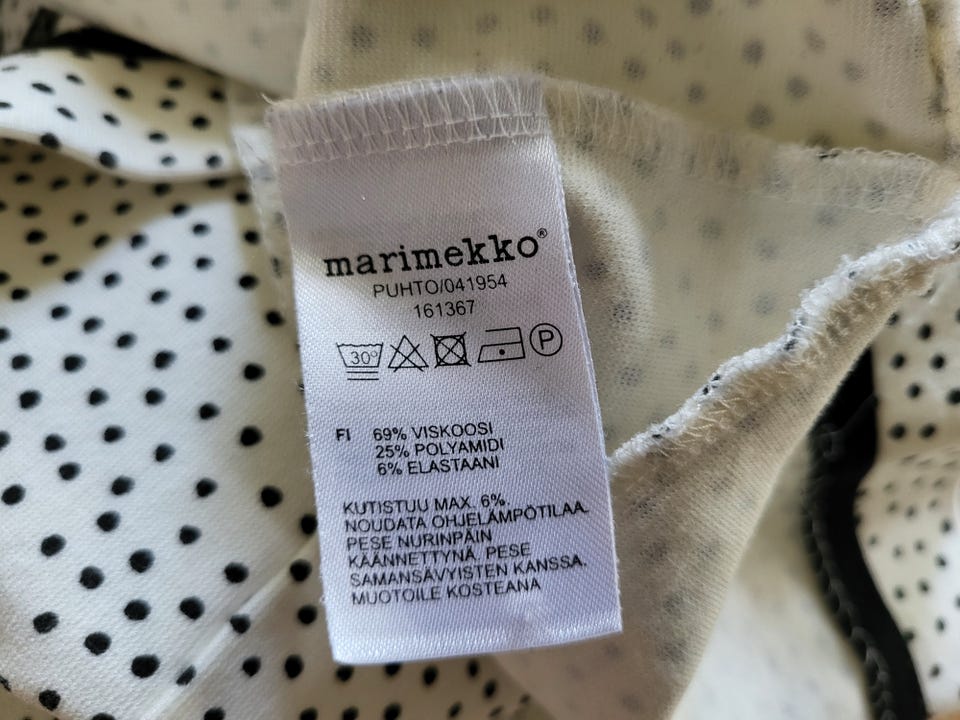 marimekko®
PUHTO/041954
161367
30° P
FI 69% VISKOOSI
25% POLYAMIDI
6% ELASTAANI
KUTISTUU MAX. 6%.
NOUDATA OHJELÄMPÖTILAA.
PESE NURINPÄIN
KÄÄNNETTYNÄ. PESE
SAMANSÄVYISTEN KANSSA.
MUOTOILE KOSTEANA